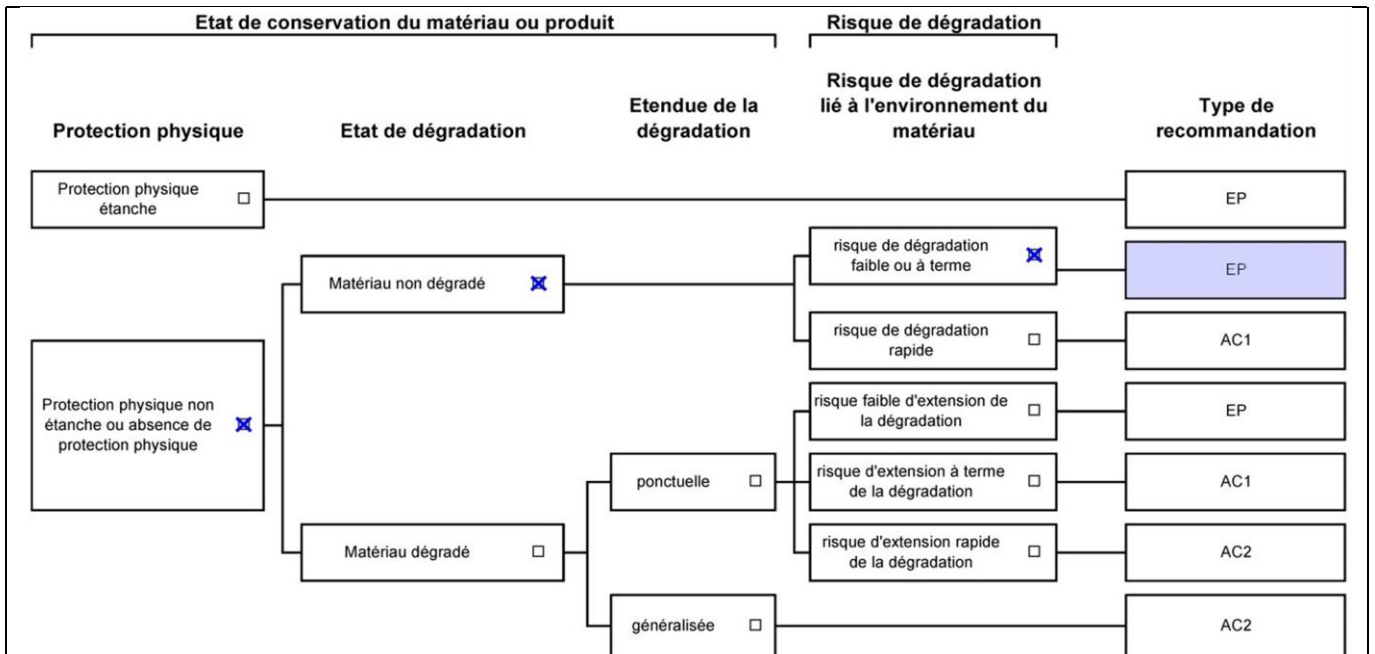 Etat de conservation du matériau ou produit
Risque de dégradation
Protection physique
Etat de dégradation
Etendue de la
dégradation
Risque de dégradation
lié à l'environnement du
matériau
Type de
recommandation
Protection physique
étanche
EP
Protection physique non
étanche ou absence de
protection physique
Matériau non dégradé
risque de dégradation
faible ou à terme
EP
risque de dégradation
rapide
AC1
Matériau dégradé
ponctuelle
risque faible d'extension de
la dégradation
EP
risque d'extension à terme
de la dégradation
AC1
risque d'extension rapide
de la dégradation
AC2
généralisée
AC2